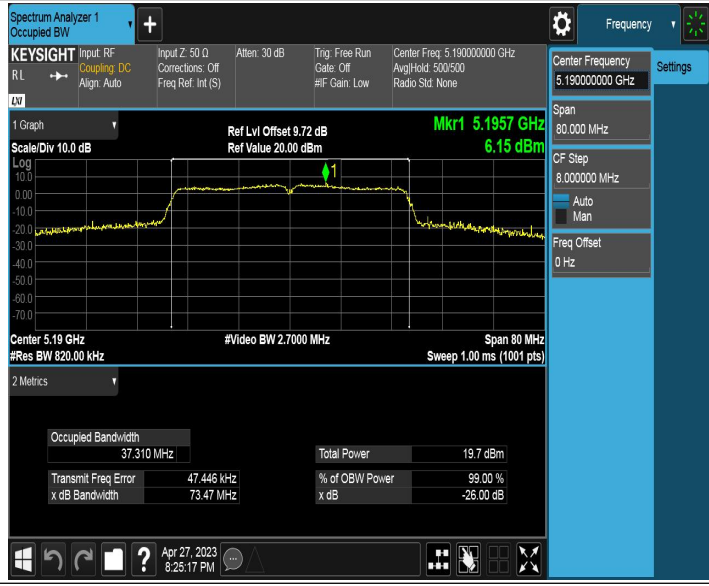 Spectrum Analyzer 1
Occupied BW
+
Frequency
KEYSIGHT
RL
LXI
Input: RF
Coupling: DC
Align: Auto
Input Z: 50 Ω
Corrections: Off
Freq Ref: Int (S)
Atten: 30 dB
Trig: Free Run
Gate: Off
#IF Gain: Low
Center Freq: 5.190000000 GHz
Avg|Hold: 500/500
Radio Std: None
Center Frequency
5.190000000 GHz
Settings
Span
80.000 MHz
CF Step
8.000000 MHz
Auto
Man
Freq Offset
0 Hz
1 Graph
Ref Lvl Offset 9.72 dB
Mkr1 5.1957 GHz
Scale/Div 10.0 dB
Ref Value 20.00 dBm
6.15 dBm
Log
10.0
0.00
-10.0
-20.0
-30.0
-40.0
-50.0
-60.0
-70.0
1
Center 5.19 GHz
#Video BW 2.7000 MHz
Span 80 MHz
#Res BW 820.00 kHz
Sweep 1.00 ms (1001 pts)
2 Metrics
Occupied Bandwidth
37.310 MHz
Total Power
19.7 dBm
Transmit Freq Error
47.446 kHz
% of OBW Power
99.00 %
x dB Bandwidth
73.47 MHz
x dB
-26.00 dB
?
Apr 27, 2023
8:25:17 PM